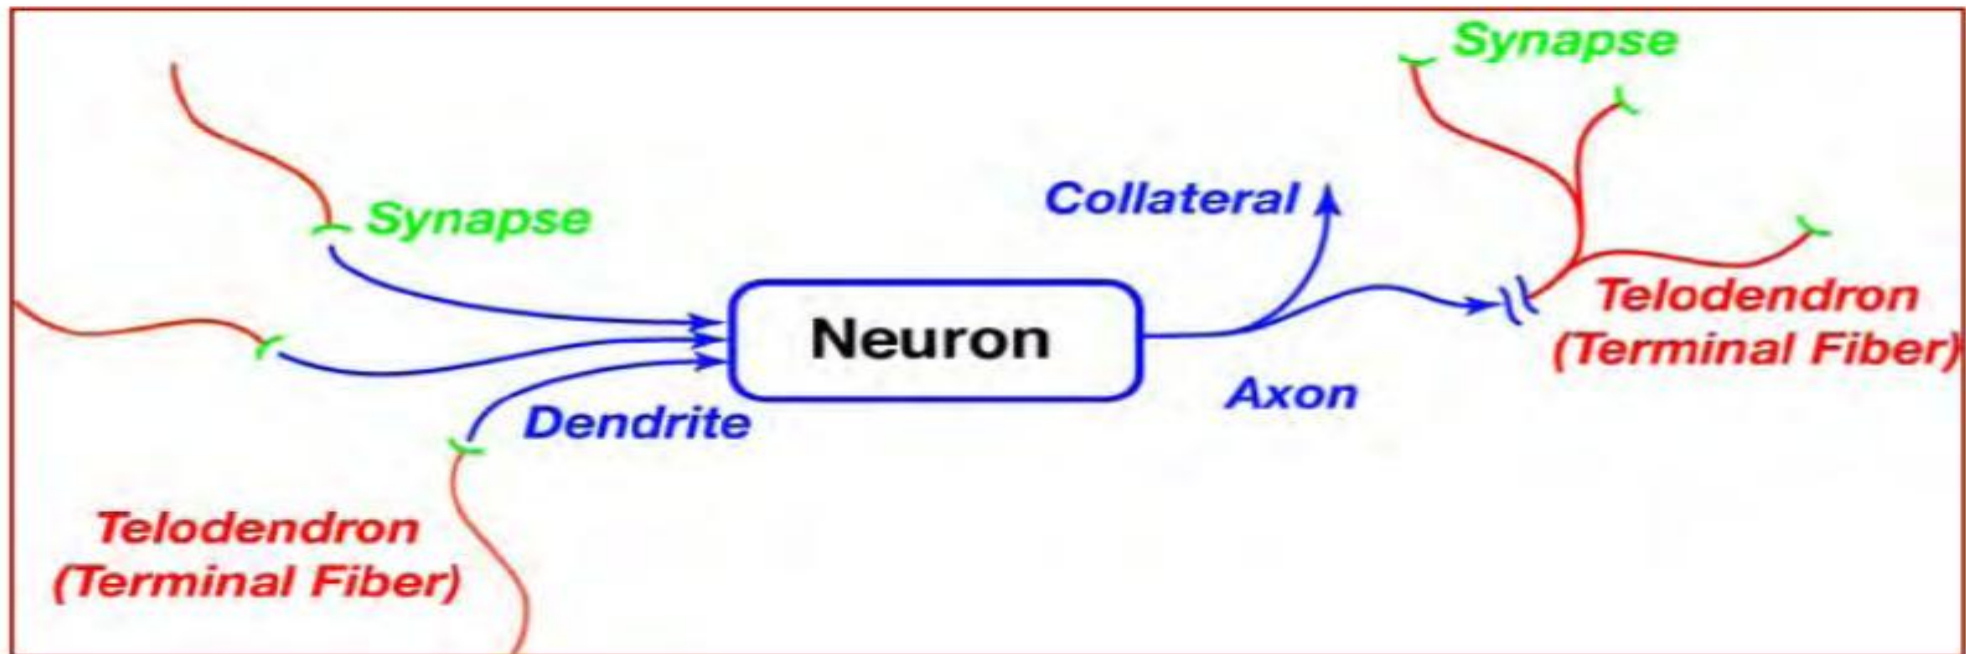 Synapse
Synapse
Collateral
Neuron
Telodendron
(Terminal Fiber)
Axon
Dendrite
Telodendron
(Terminal Fiber)